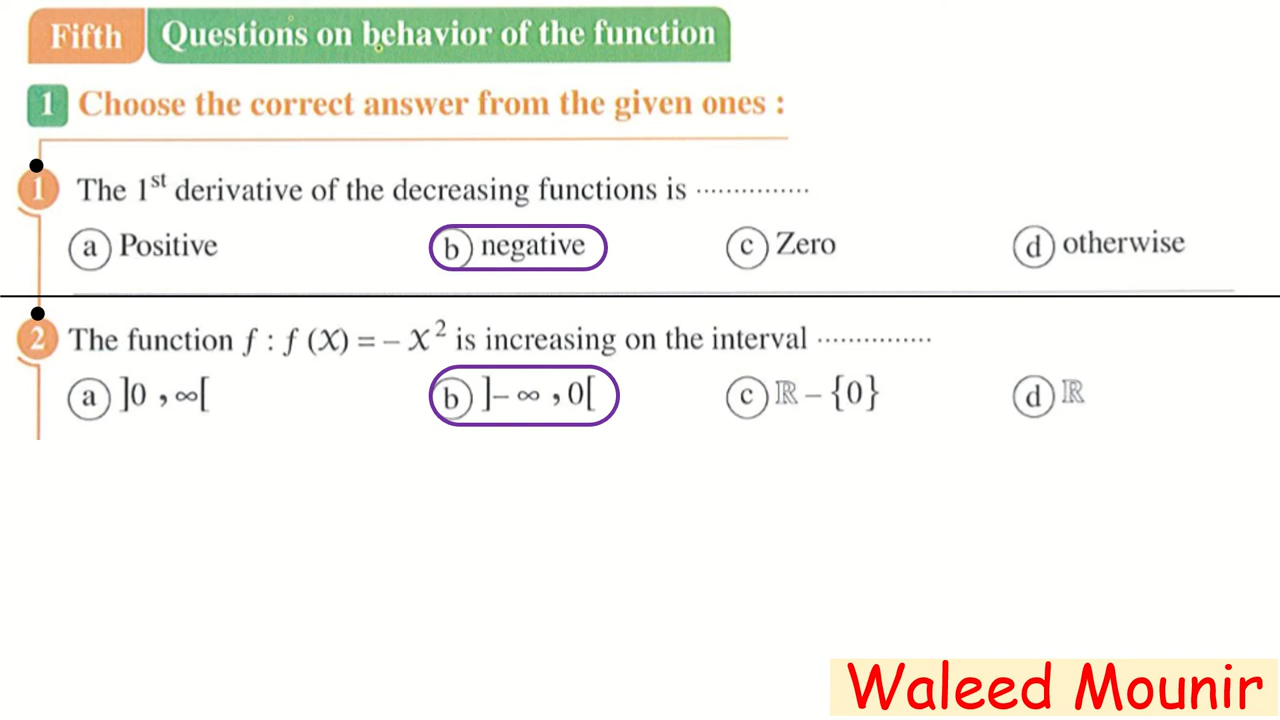 Fifth Questions on behavior of the function
1 Choose the correct answer from the given ones :
1 The 1st derivative of the decreasing functions is ...............
a Positive b negative c Zero d otherwise
2 The function f : f (X) = – X² is increasing on the interval ...............
a ]0 , ∞[ b ]– ∞ , 0[ c ℝ – {0} d ℝ
Waleed Mounir